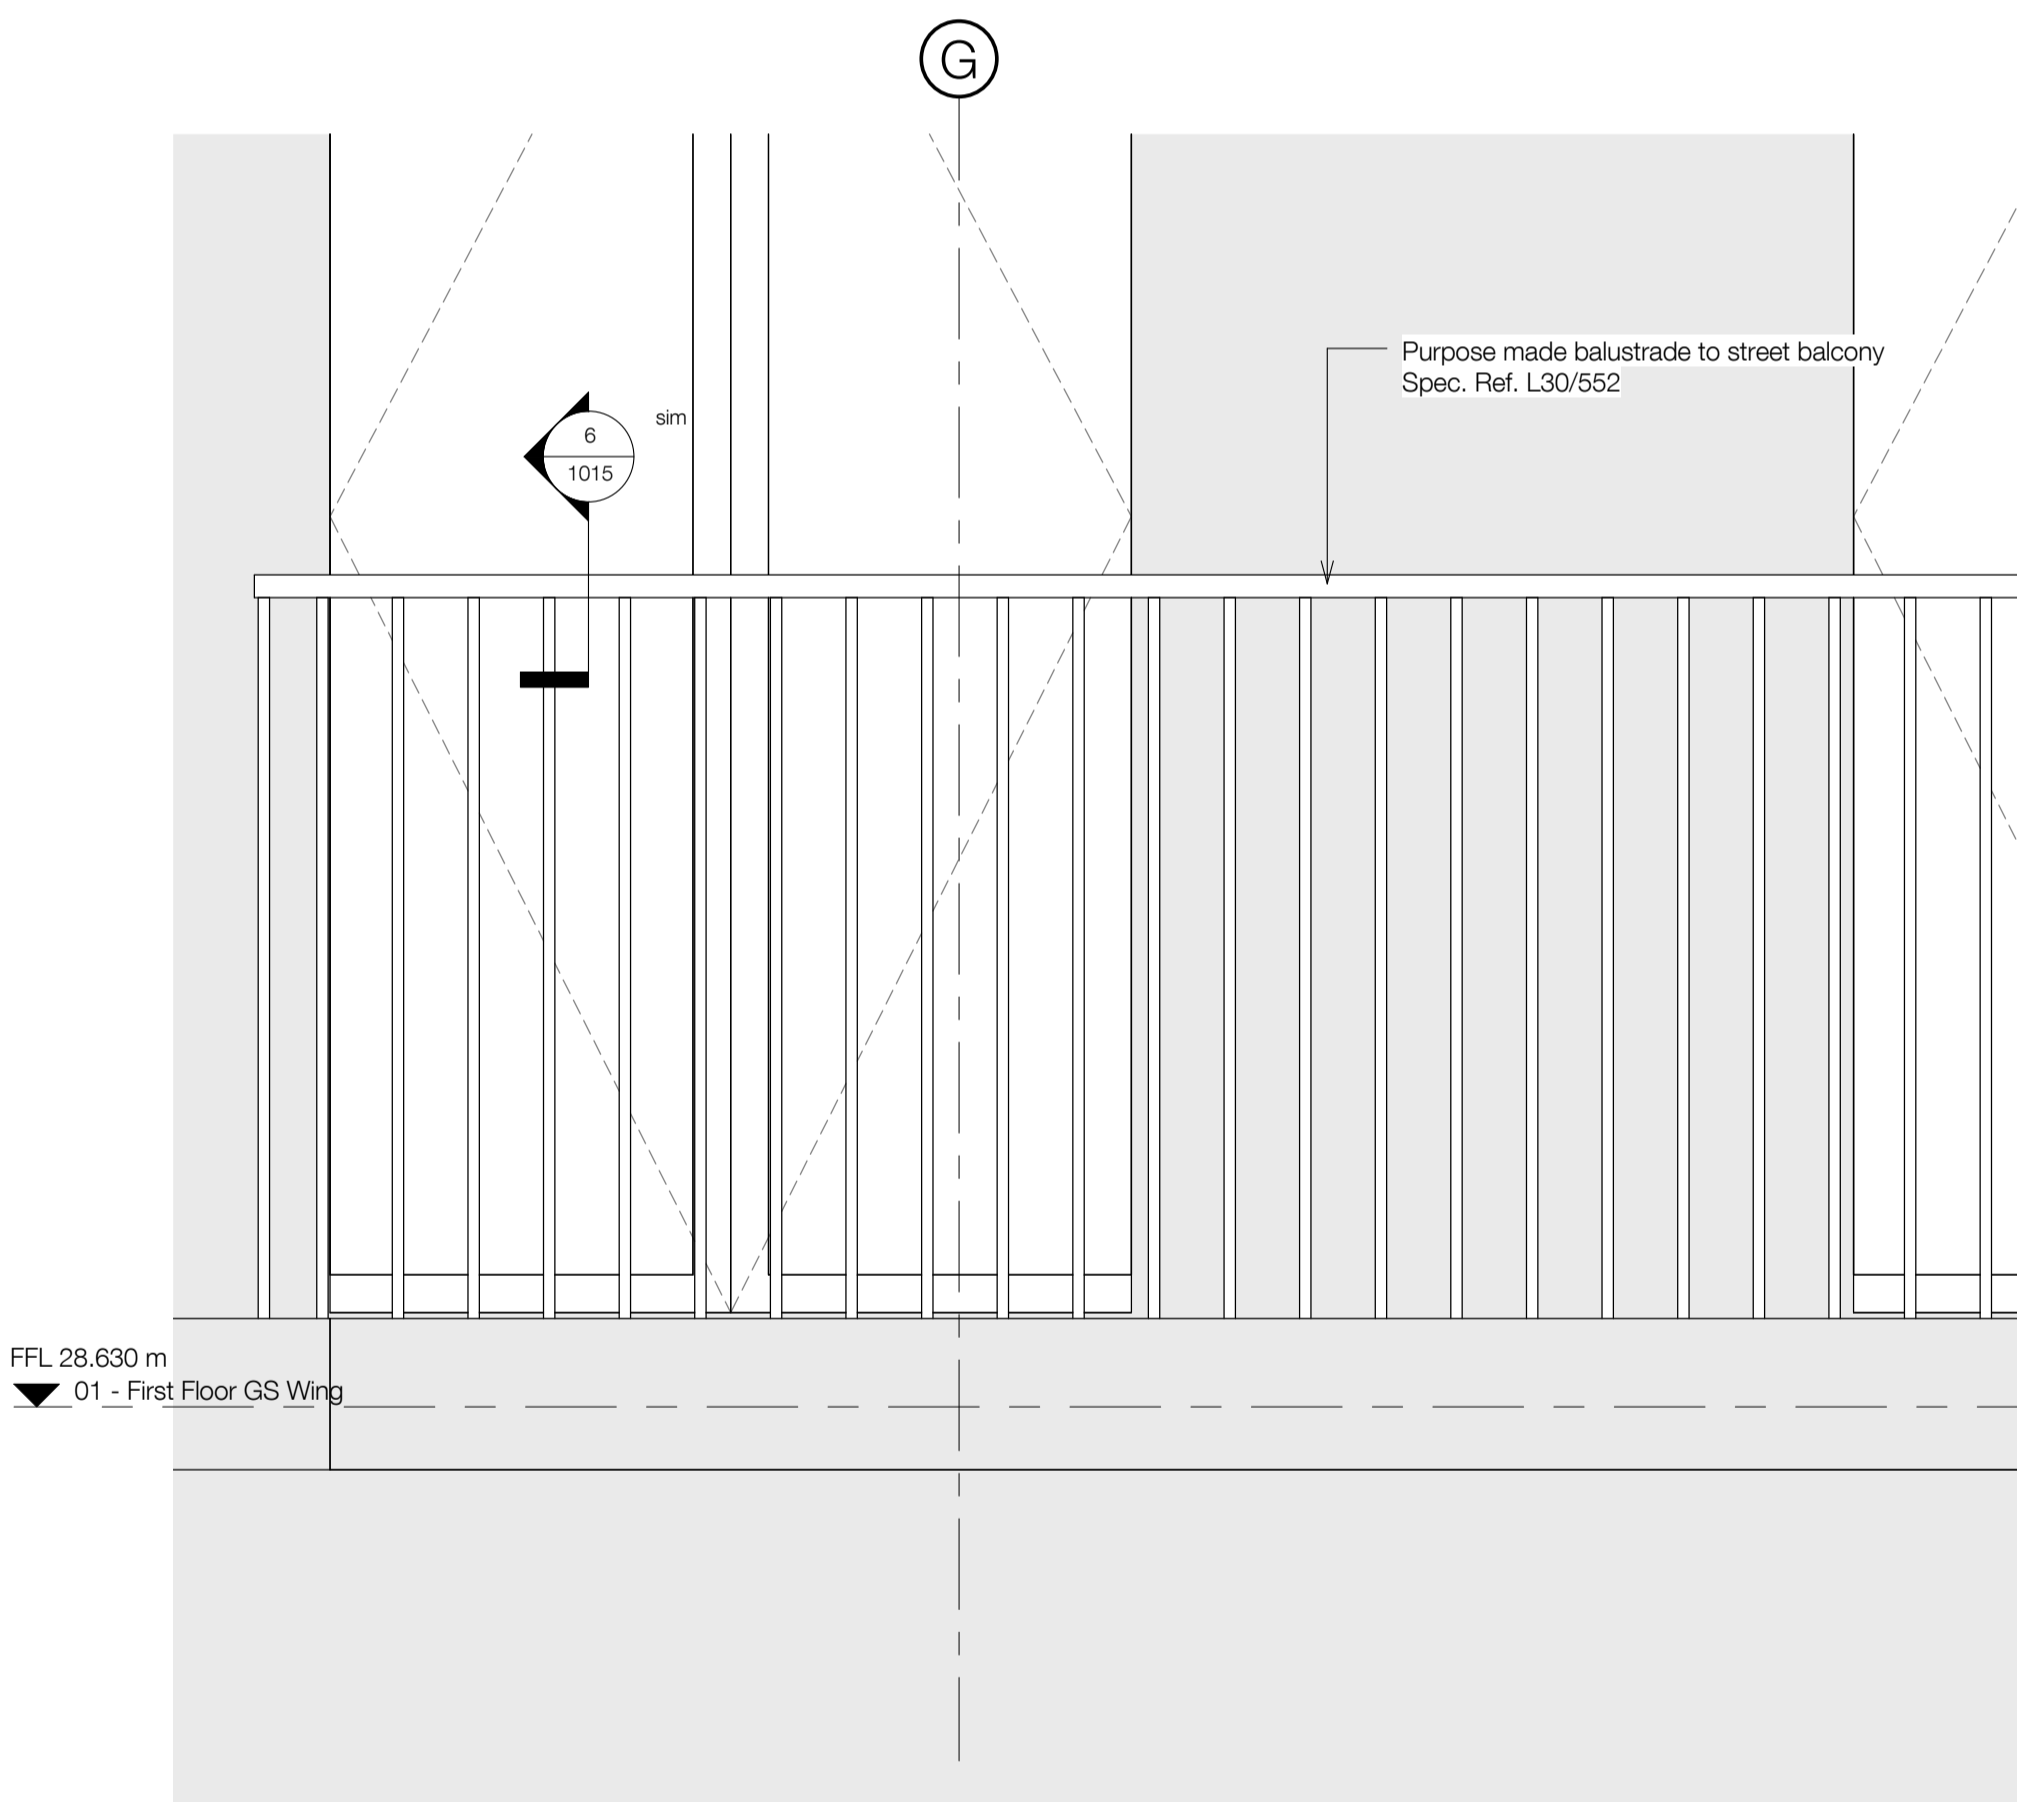 G
Purpose made balustrade to street balcony
Spec. Ref. L30/552
sim
6
1015
FFL 28.630 m
01 - First Floor GS Wing